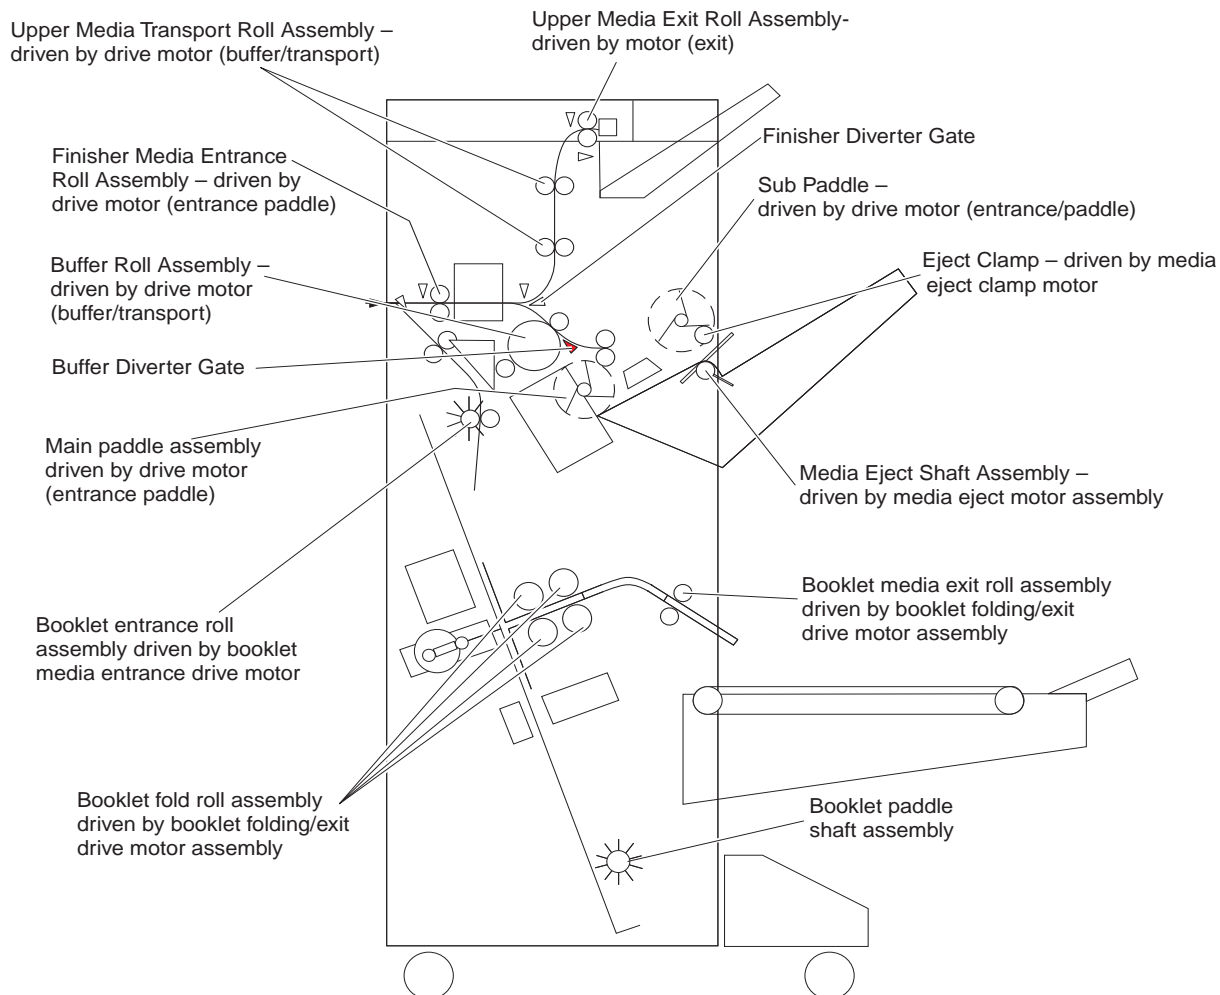 Upper Media Transport Roll Assembly –
driven by drive motor (buffer/transport)
Upper Media Exit Roll Assembly-
driven by motor (exit)
Finisher Media Entrance
Roll Assembly – driven by
drive motor (entrance paddle)
Finisher Diverter Gate
Sub Paddle –
driven by drive motor (entrance/paddle)
Buffer Roll Assembly –
driven by drive motor
(buffer/transport)
Eject Clamp – driven by media
eject clamp motor
Buffer Diverter Gate
Main paddle assembly
driven by drive motor
(entrance paddle)
Media Eject Shaft Assembly –
driven by media eject motor assembly
Booklet entrance roll
assembly driven by booklet
media entrance drive motor
Booklet media exit roll assembly
driven by booklet folding/exit
drive motor assembly
Booklet fold roll assembly
driven by booklet folding/exit
drive motor assembly
Booklet paddle
shaft assembly